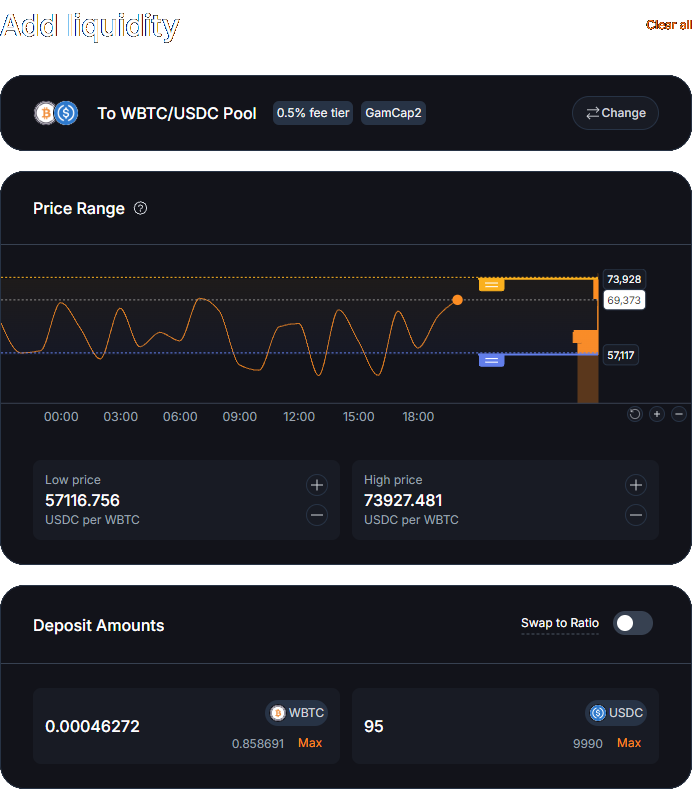 Add liquidity
Clear all
To WBTC/USDC Pool 0.5% fee tier GamCap2 Change
Price Range
73,928
69,373
57,117
00:00 03:00 06:00 09:00 12:00 15:00 18:00
Low price
57116.756
USDC per WBTC
High price
73927.481
USDC per WBTC
Deposit Amounts
Swap to Ratio
0.00046272
WBTC
0.858691 Max
95
USDC
9990 Max